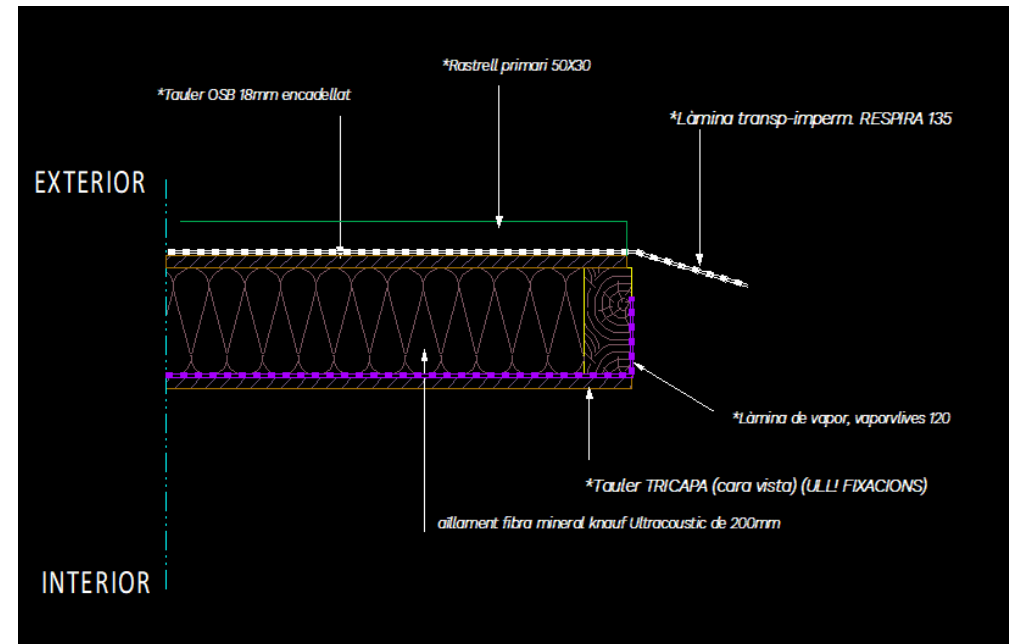 *Rastrell primari 50X30
*Tauler OSB 18mm encadellat
*Làmina transp-imperm. RESPIRA 135
EXTERIOR
*Làmina de vapor, vaporvlives 120
*Tauler TRICAPA (cara vista) (ULL! FIXACIONS)
aïllament fibra mineral knauf Ultracoustic de 200mm
INTERIOR